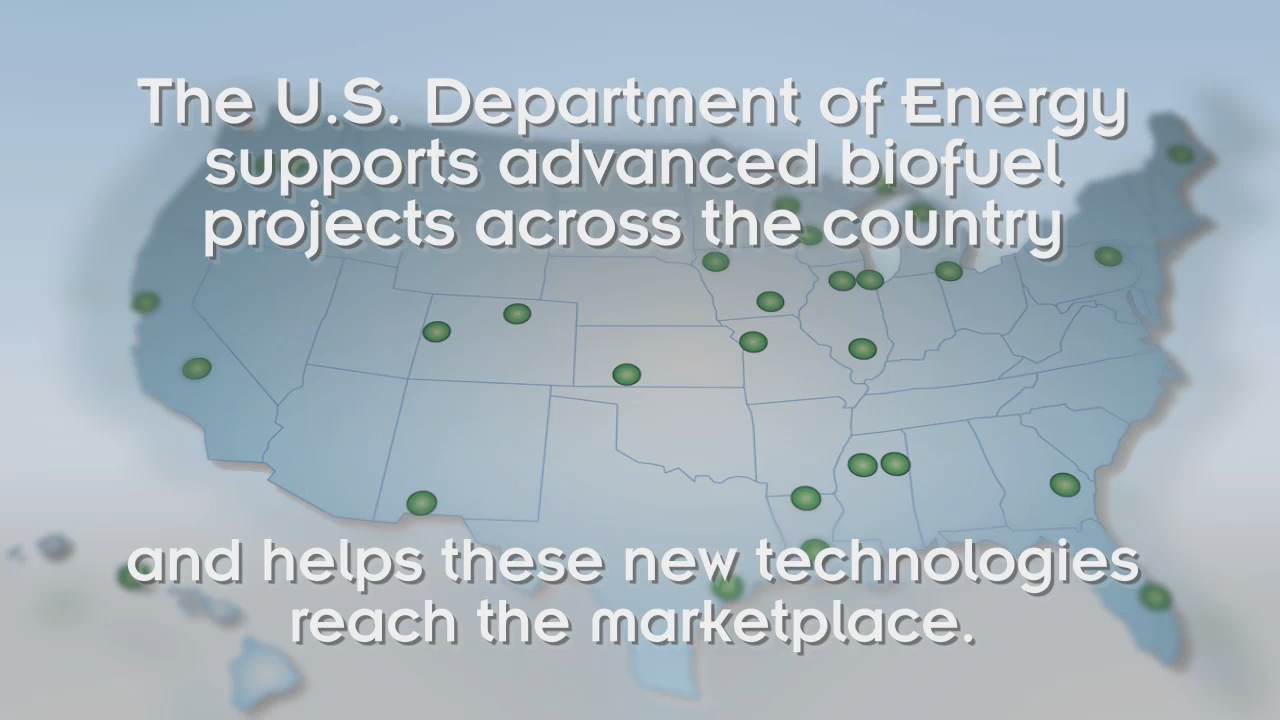 The U.S. Department of Energy
supports advanced biofuel
projects across the country
and helps these new technologies
reach the marketplace.